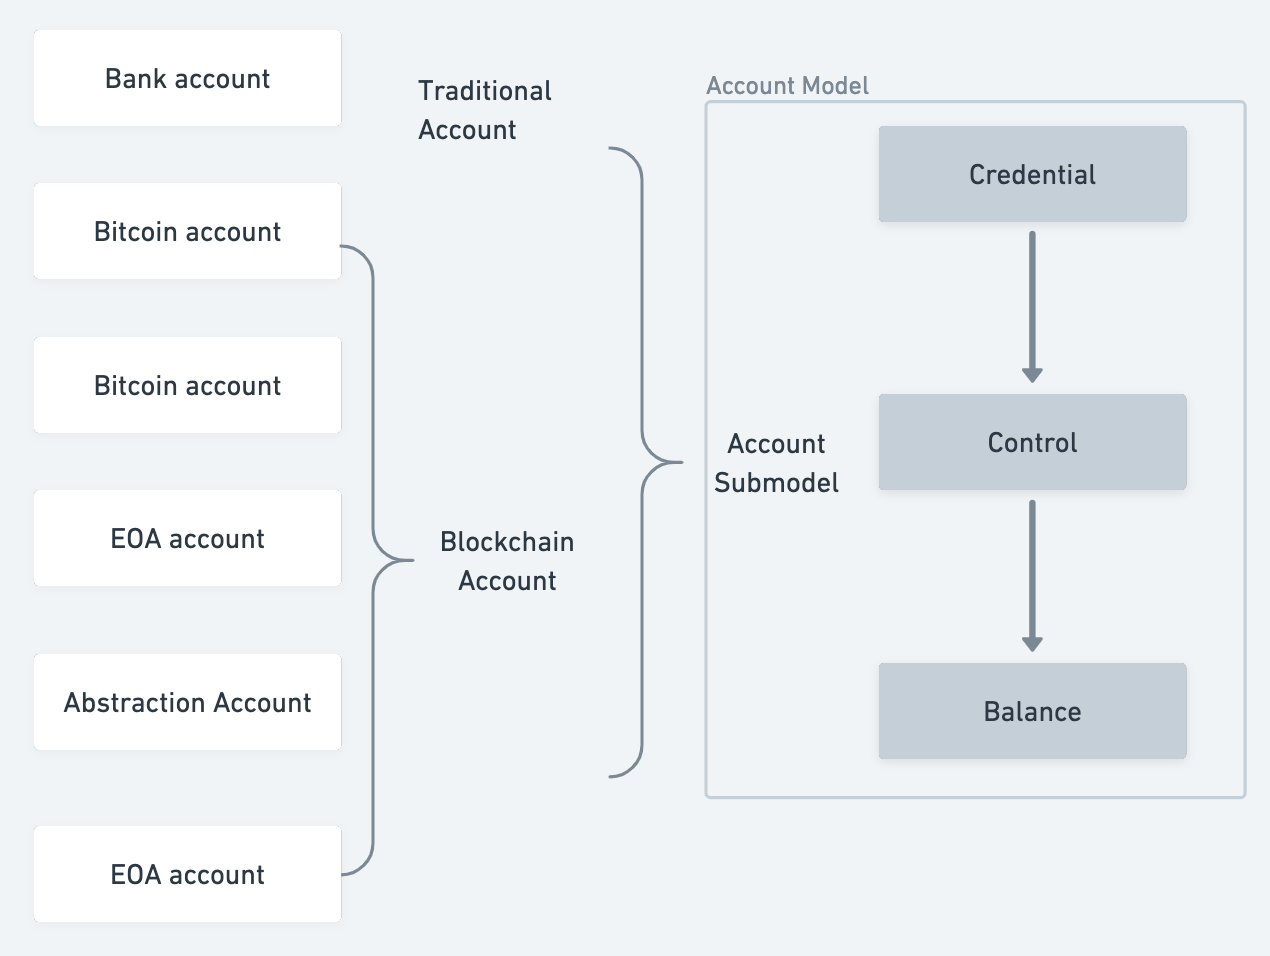 Bank account
Bitcoin account
Bitcoin account
EOA account
Abstraction Account
EOA account
Traditional
Account
Blockchain
Account
Account Model
Account
Submodel
Credential
Control
Balance